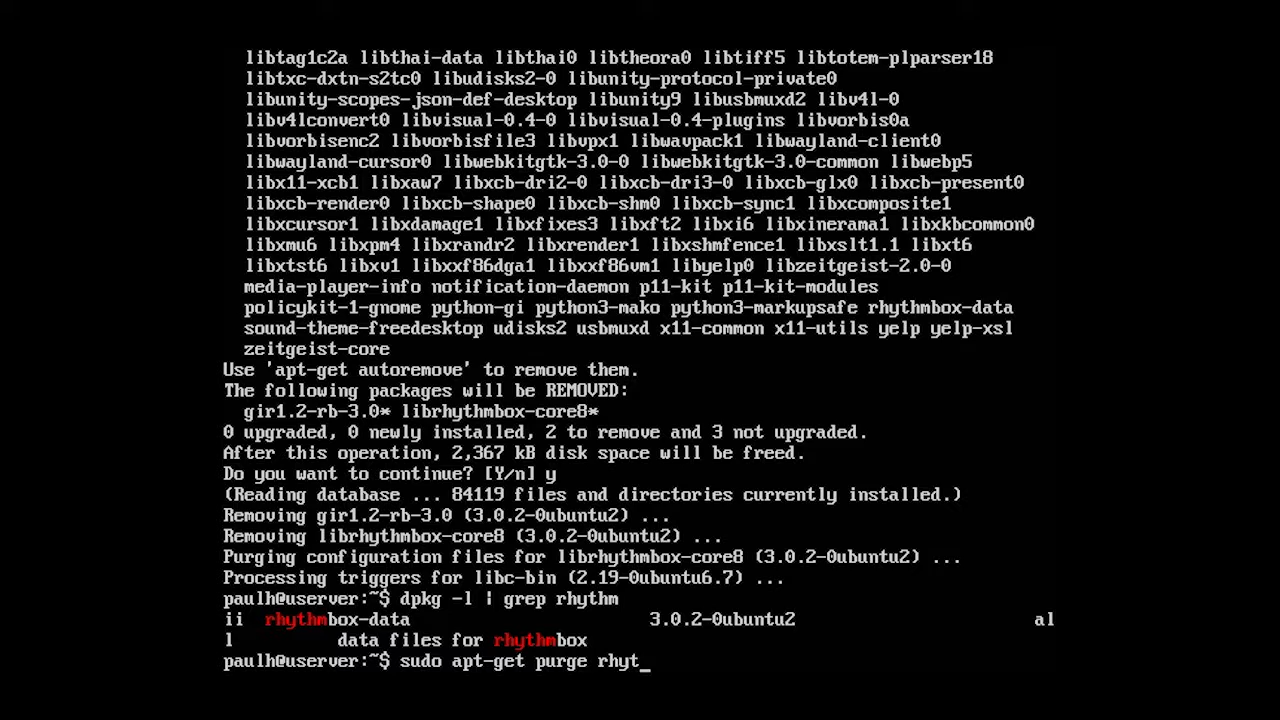 libtag1c2a libthai-data libthai0 libtheora0 libtiff5 libtotem-plparser18
libtxc-dxtn-s2tc0 libudisks2-0 libunity-protocol-private0
libunity-scopes-json-def-desktop libunity9 libusbmuxd2 libv4l-0
libv4lconvert0 libvisual-0.4-0 libvisual-0.4-plugins libvorbis0a
libvorbisenc2 libvorbisfile3 libvpx1 libwavpack1 libwayland-client0
libwayland-cursor0 libwebkitgtk-3.0-0 libwebkitgtk-3.0-common libwebp5
libx11-xcb1 libxaw7 libxcb-dri2-0 libxcb-dri3-0 libxcb-glx0 libxcb-present0
libxcb-render0 libxcb-shape0 libxcb-shm0 libxcb-sync1 libxcomposite1
libxcursor1 libxdamage1 libxfixes3 libxft2 libxi6 libxinerama1 libxkbcommon0
libxmu6 libxpm4 libxrandr2 libxrender1 libxshmfence1 libxslt1.1 libxt6
libxtst6 libxv1 libxxf86dga1 libxxf86vm1 libyelp0 libzeitgeist-2.0-0
media-player-info notification-daemon p11-kit p11-kit-modules
policykit-1-gnome python-gi python3-mako python3-markupsafe rhythmbox-data
sound-theme-freedesktop udisks2 usbmuxd x11-common x11-utils yelp yelp-xsl
zeitgeist-core
Use 'apt-get autoremove' to remove them.
The following packages will be REMOVED:
gir1.2-rb-3.0* librhythmbox-core8*
0 upgraded, 0 newly installed, 2 to remove and 3 not upgraded.
After this operation, 2,367 kB disk space will be freed.
Do you want to continue? [Y/n] y
(Reading database ... 84119 files and directories currently installed.)
Removing gir1.2-rb-3.0 (3.0.2-0ubuntu2) ...
Removing librhythmbox-core8 (3.0.2-0ubuntu2) ...
Purging configuration files for librhythmbox-core8 (3.0.2-0ubuntu2) ...
Processing triggers for libc-bin (2.19-0ubuntu6.7) ...
paulh@userver:~$ dpkg -l | grep rhythm
ii  rhythmbox-data 3.0.2-0ubuntu2 al
l data files for rhythmbox
paulh@userver:~$ sudo apt-get purge rhyt_